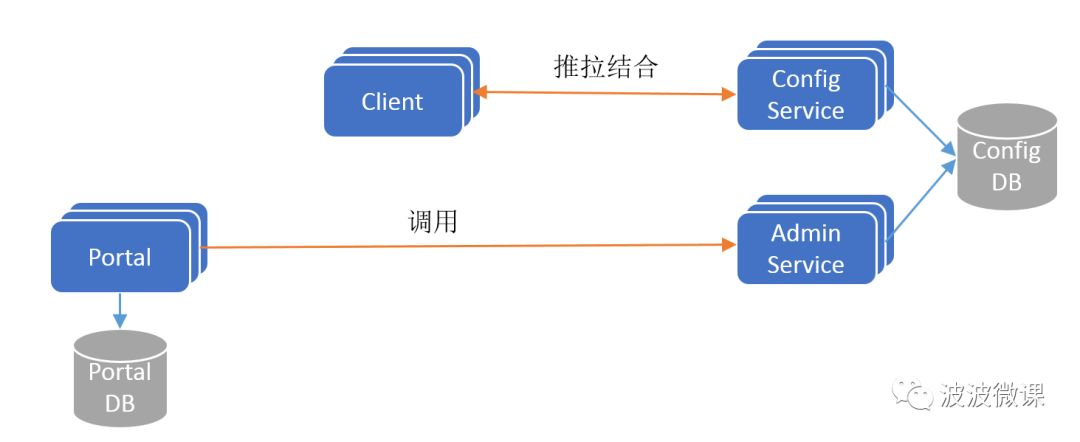 推拉结合
Client
Config
Service
Config
DB
调用
Portal
Admin
Service
Portal
DB
波波微课